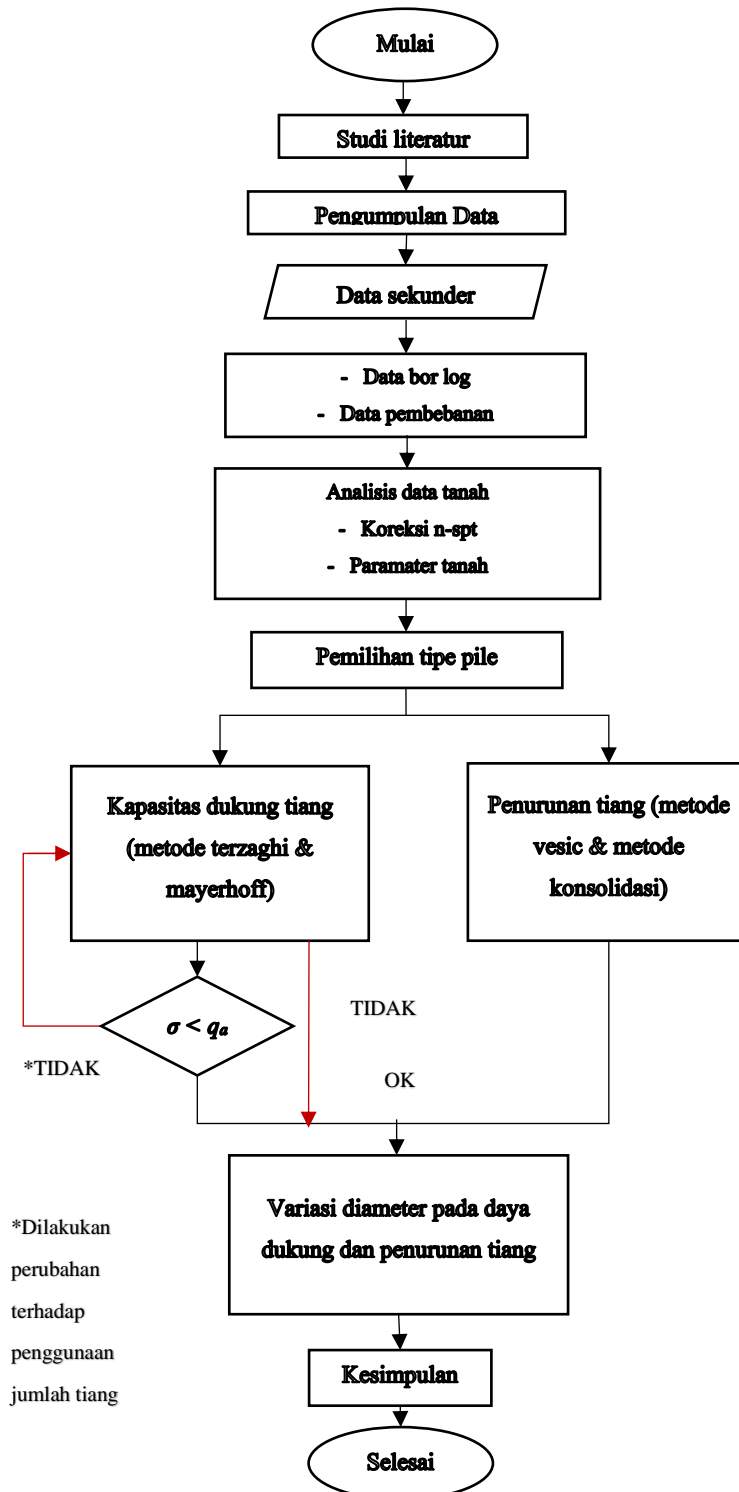 Mulai
Studi literatur
Pengumpulan Data
Data sekunder
- Data bor log
- Data pembebanan
Analisis data tanah
- Koreksi n-spt
- Paramater tanah
Pemilihan tipe pile
Kapasitas dukung tiang
(metode terzaghi &
mayerhoff)
Penurunan tiang (metode
vesic & metode
konsolidasi)
σ < qₐ
TIDAK
*TIDAK
OK
Variasi diameter pada daya
dukung dan penurunan tiang
*Dilakukan
perubahan
terhadap
penggunaan
jumlah tiang
Kesimpulan
Selesai